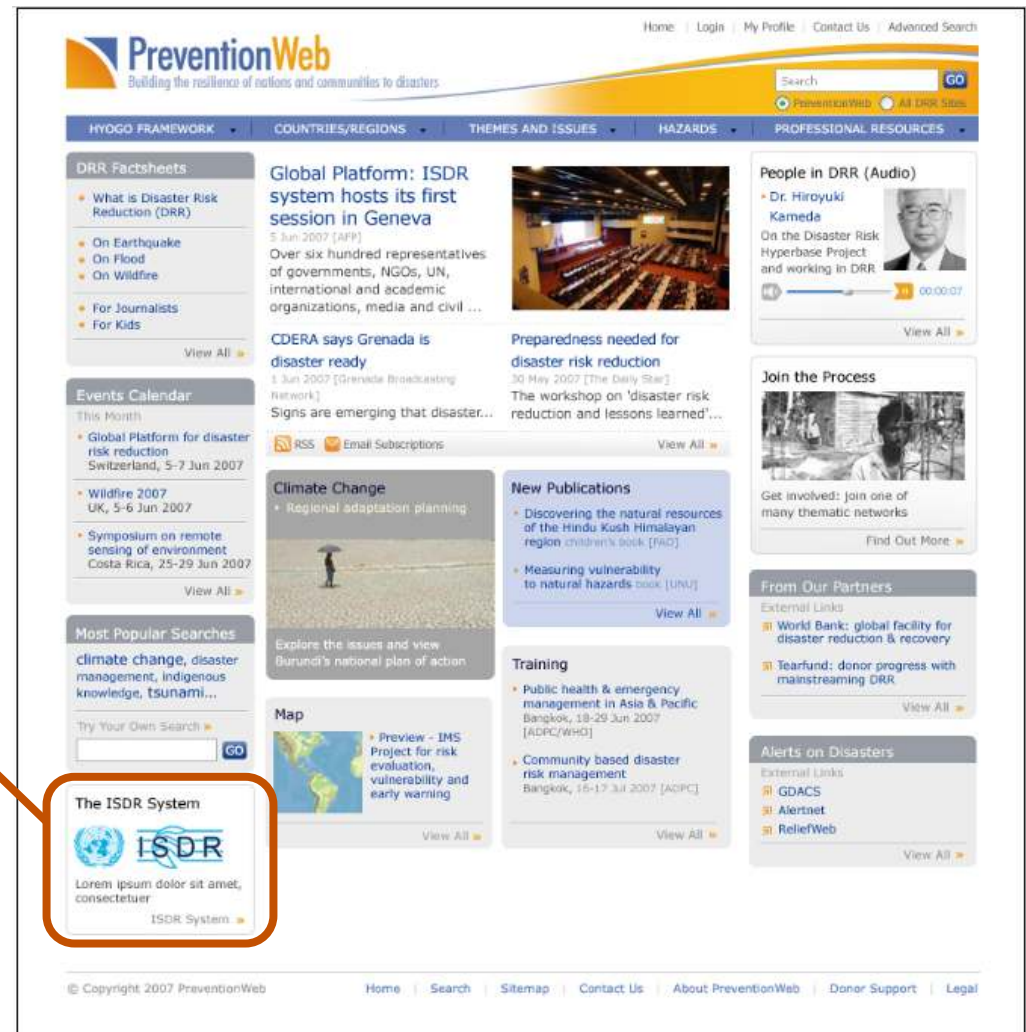 Home | Login | My Profile | Contact Us | Advanced Search
PreventionWeb
Building the resilience of nations and communities to disasters
Search GO
PreventionWeb All DRR Sites
HYOGO FRAMEWORK COUNTRIES/REGIONS THEMES AND ISSUES HAZARDS PROFESSIONAL RESOURCES
DRR Factsheets
What is Disaster Risk
Reduction (DRR)
On Earthquake
On Flood
On Wildfire
For Journalists
For Kids
View All »
Events Calendar
This Month
Global Platform for disaster
risk reduction
Switzerland, 5-7 Jun 2007
Wildfire 2007
UK, 5-6 Jun 2007
Symposium on remote
sensing of environment
Costa Rica, 25-29 Jun 2007
View All »
Most Popular Searches
climate change, disaster
management, indigenous
knowledge, tsunami...
Try Your Own Search »
GO
The ISDR System
ISDR
Lorem ipsum dolor sit amet,
consectetuer
ISDR System »
Global Platform: ISDR
system hosts its first
session in Geneva
5 Jun 2007 [AFP]
Over six hundred representatives
of governments, NGOs, UN,
international and academic
organizations, media and civil ...
CDERA says Grenada is
disaster ready
1 Jun 2007 [Grenada Broadcasting
Network]
Signs are emerging that disaster...
Preparedness needed for
disaster risk reduction
30 May 2007 [The Daily Star]
The workshop on 'disaster risk
reduction and lessons learned'...
RSS Email Subscriptions View All »
Climate Change
Regional adaptation planning
Explore the issues and view
Burundi's national plan of action
New Publications
Discovering the natural resources
of the Hindu Kush Himalayan
region children's book [FAO]
Measuring vulnerability
to natural hazards book [UNU]
View All »
Map
Preview - IMS
Project for risk
evaluation,
vulnerability and
early warning
View All »
Training
Public health & emergency
management in Asia & Pacific
Bangkok, 18-29 Jun 2007
[ADPC/WHO]
Community based disaster
risk management
Bangkok, 16-17 Jul 2007 [ADPC]
View All »
People in DRR (Audio)
Dr. Hiroyuki
Kameda
On the Disaster Risk
Hyperbase Project
and working in DRR
00:00:07
View All »
Join the Process
Get involved: join one of
many thematic networks
Find Out More »
From Our Partners
External Links
World Bank: global facility for
disaster reduction & recovery
Tearfund: donor progress with
mainstreaming DRR
View All »
Alerts on Disasters
External Links
GDACS
Alertnet
ReliefWeb
View All »
© Copyright 2007 PreventionWeb Home | Search | Sitemap | Contact Us | About PreventionWeb | Donor Support | Legal